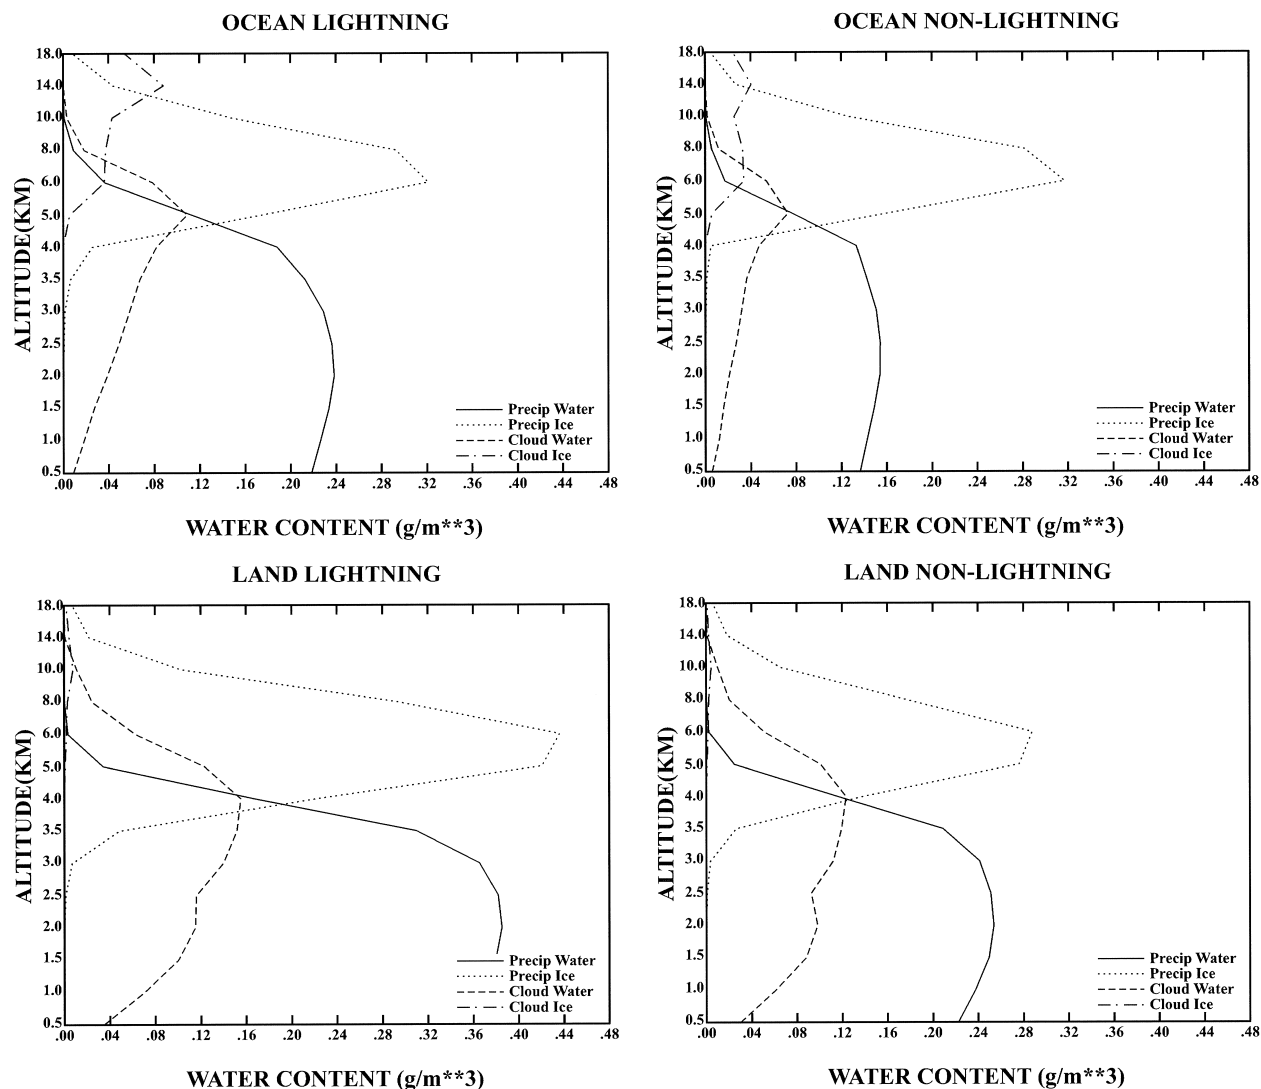 OCEAN LIGHTNING
18.0
14.0
10.0
8.0
6.0
5.0
4.0
3.5
3.0
2.5
2.0
1.5
1.0
0.5
ALTITUDE(KM)
Precip Water
Precip Ice
Cloud Water
Cloud Ice
.00 .04 .08 .12 .16 .20 .24 .28 .32 .36 .40 .44 .48
WATER CONTENT (g/m**3)
OCEAN NON-LIGHTNING
18.0
14.0
10.0
8.0
6.0
5.0
4.0
3.5
3.0
2.5
2.0
1.5
1.0
0.5
ALTITUDE(KM)
Precip Water
Precip Ice
Cloud Water
Cloud Ice
.00 .04 .08 .12 .16 .20 .24 .28 .32 .36 .40 .44 .48
WATER CONTENT (g/m**3)
LAND LIGHTNING
18.0
14.0
10.0
8.0
6.0
5.0
4.0
3.5
3.0
2.5
2.0
1.5
1.0
0.5
ALTITUDE(KM)
Precip Water
Precip Ice
Cloud Water
Cloud Ice
.00 .04 .08 .12 .16 .20 .24 .28 .32 .36 .40 .44 .48
WATER CONTENT (g/m**3)
LAND NON-LIGHTNING
18.0
14.0
10.0
8.0
6.0
5.0
4.0
3.5
3.0
2.5
2.0
1.5
1.0
0.5
ALTITUDE(KM)
Precip Water
Precip Ice
Cloud Water
Cloud Ice
.00 .04 .08 .12 .16 .20 .24 .28 .32 .36 .40 .44 .48
WATER CONTENT (g/m**3)